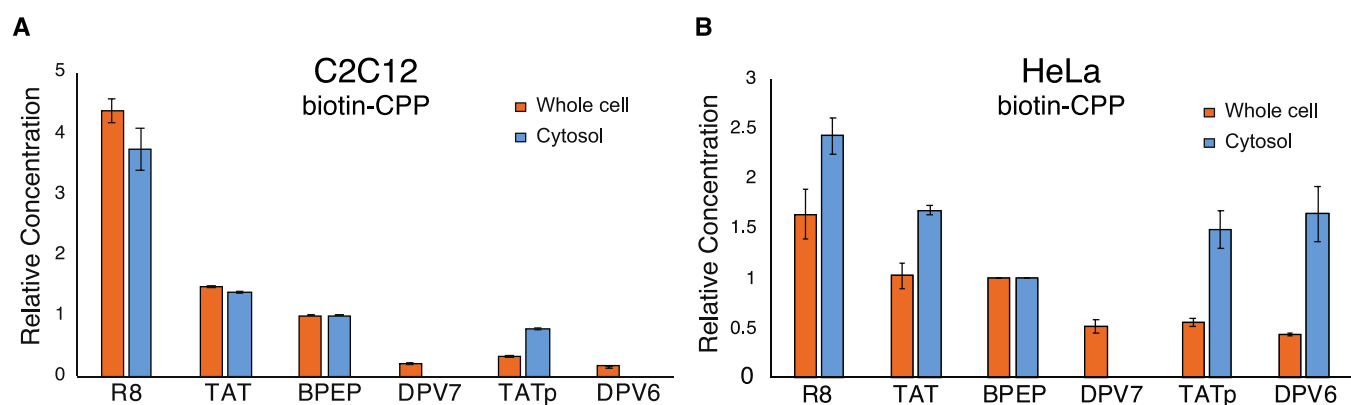 A
C2C12
biotin-CPP
Whole cell
Cytosol
Relative Concentration
5
4
3
2
1
0
R8 TAT BPEP DPV7 TATp DPV6
B
HeLa
biotin-CPP
Whole cell
Cytosol
Relative Concentration
3
2.5
2
1.5
1
0.5
0
R8 TAT BPEP DPV7 TATp DPV6